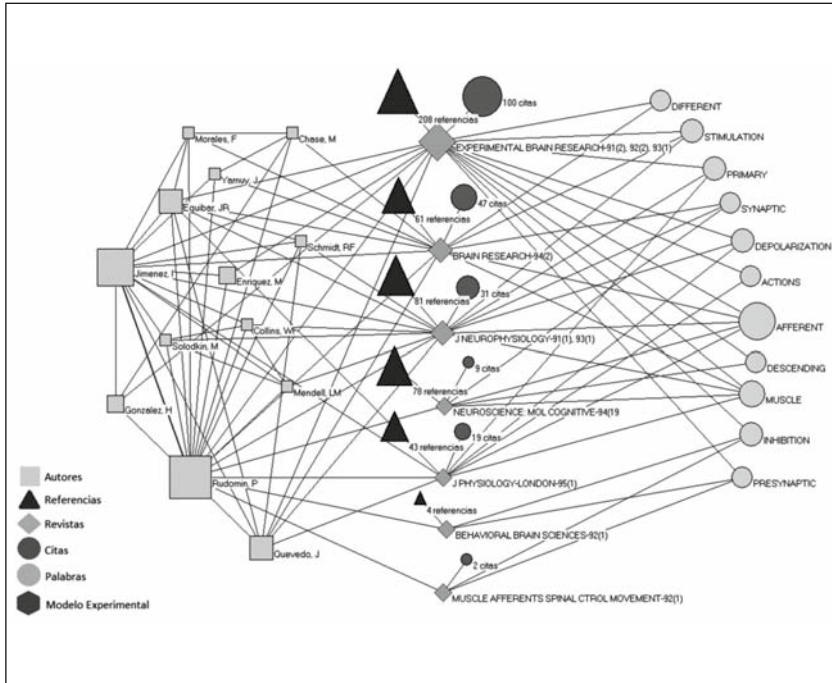 Morales, F
Chase, M
Yamuy, J
Equibar, JR
Schmidt, RF
Jimenez, I
Enriquez, M
Collins, WF
Solodkin, M
Mendell, LM
Gonzalez, H
Rudomin, P
Quevedo, J
208 referencias
100 citas
EXPERIMENTAL BRAIN RESEARCH-91(2), 92(2), 93(1)
61 referencias
47 citas
BRAIN RESEARCH-94(2)
81 referencias
31 citas
J NEUROPHYSIOLOGY-91(1), 93(1)
78 referencias
9 citas
NEUROSCIENCE: MOL COGNITIVE-94(19
43 referencias
19 citas
J PHYSIOLOGY-LONDON-95(1)
4 referencias
BEHAVIORAL BRAIN SCIENCES-92(1)
2 citas
MUSCLE AFFERENTS SPINAL CTROL MOVEMENT-92(1)
DIFFERENT
STIMULATION
PRIMARY
SYNAPTIC
DEPOLARIZATION
ACTIONS
AFFERENT
DESCENDING
MUSCLE
INHIBITION
PRESYNAPTIC
Autores
Referencias
Revistas
Citas
Palabras
Modelo Experimental